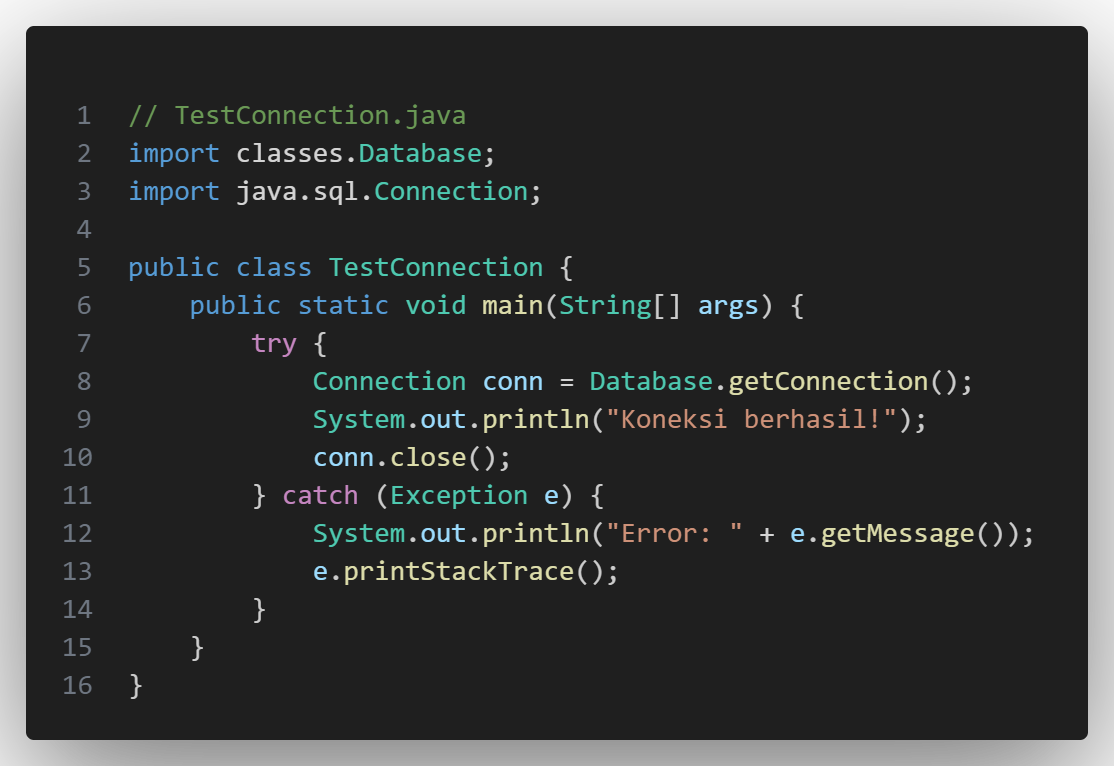 1 // TestConnection.java
2 import classes.Database;
3 import java.sql.Connection;
4
5 public class TestConnection {
6     public static void main(String[] args) {
7         try {
8             Connection conn = Database.getConnection();
9             System.out.println("Koneksi berhasil!");
10             conn.close();
11         } catch (Exception e) {
12             System.out.println("Error: " + e.getMessage());
13             e.printStackTrace();
14         }
15     }
16 }